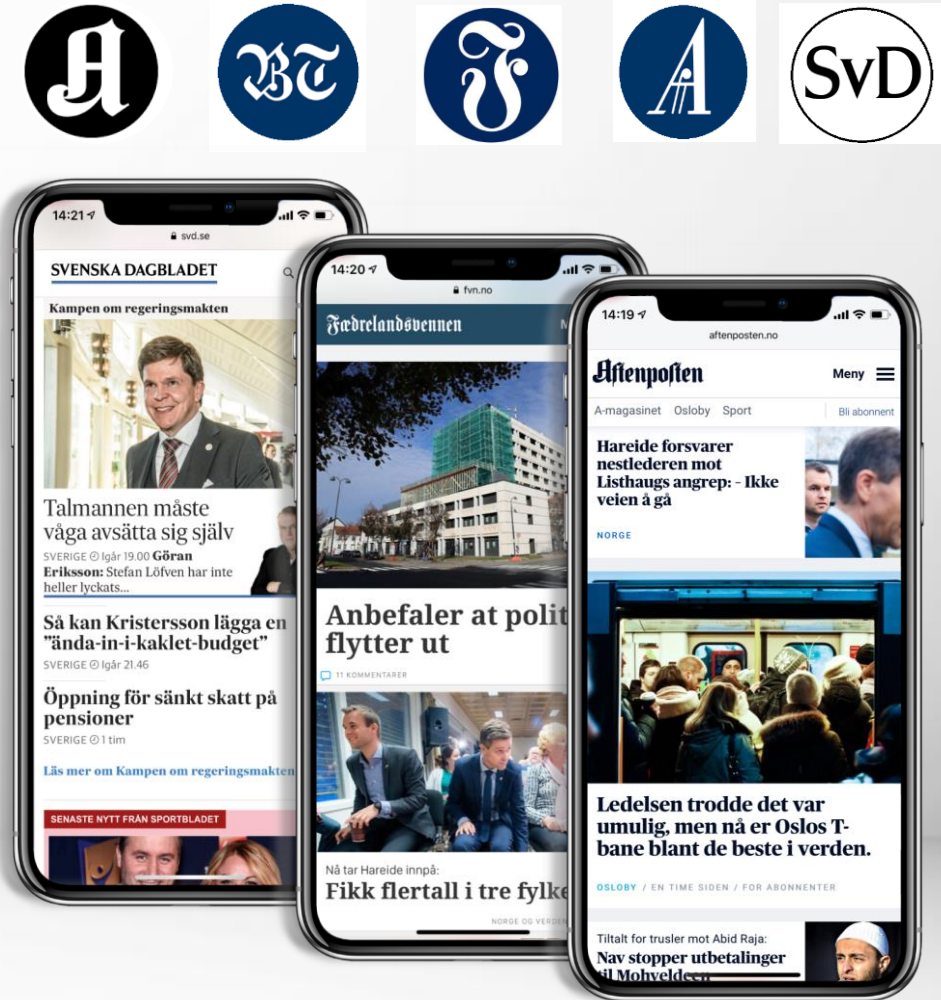 A
BT
F
A
SvD
14:21
svd.se
SVENSKA DAGBLADET
Kampen om regeringsmakten
Talmannen måste
våga avsätta sig själv
SVERIGE Igår 19.00 Göran
Eriksson: Stefan Löfven har inte
heller lyckats...
Så kan Kristersson lägga en
”ända-in-i-kaklet-budget”
SVERIGE Igår 21.46
Öppning för sänkt skatt på
pensioner
SVERIGE 1 tim
Läs mer om Kampen om regeringsmakten
SENASTE NYTT FRÅN SPORTBLADET
14:20
fvn.no
Fædrelandsvennen
M
Anbefaler at polit
flytter ut
11 KOMMENTARER
Nå tar Hareide innpå:
Fikk flertall i tre fylke
NORGE OG VERDEN
14:19
aftenposten.no
Aftenposten
Meny
A-magasinet Osloby Sport Bli abonnent
Hareide forsvarer
nestlederen mot
Listhaugs angrep: - Ikke
veien å gå
NORGE
Ledelsen trodde det var
umulig, men nå er Oslos T-
bane blant de beste i verden.
OSLOBY / EN TIME SIDEN / FOR ABONNENTER
Tiltalt for trusler mot Abid Raja:
Nav stopper utbetalinger
til Mohyeldeen